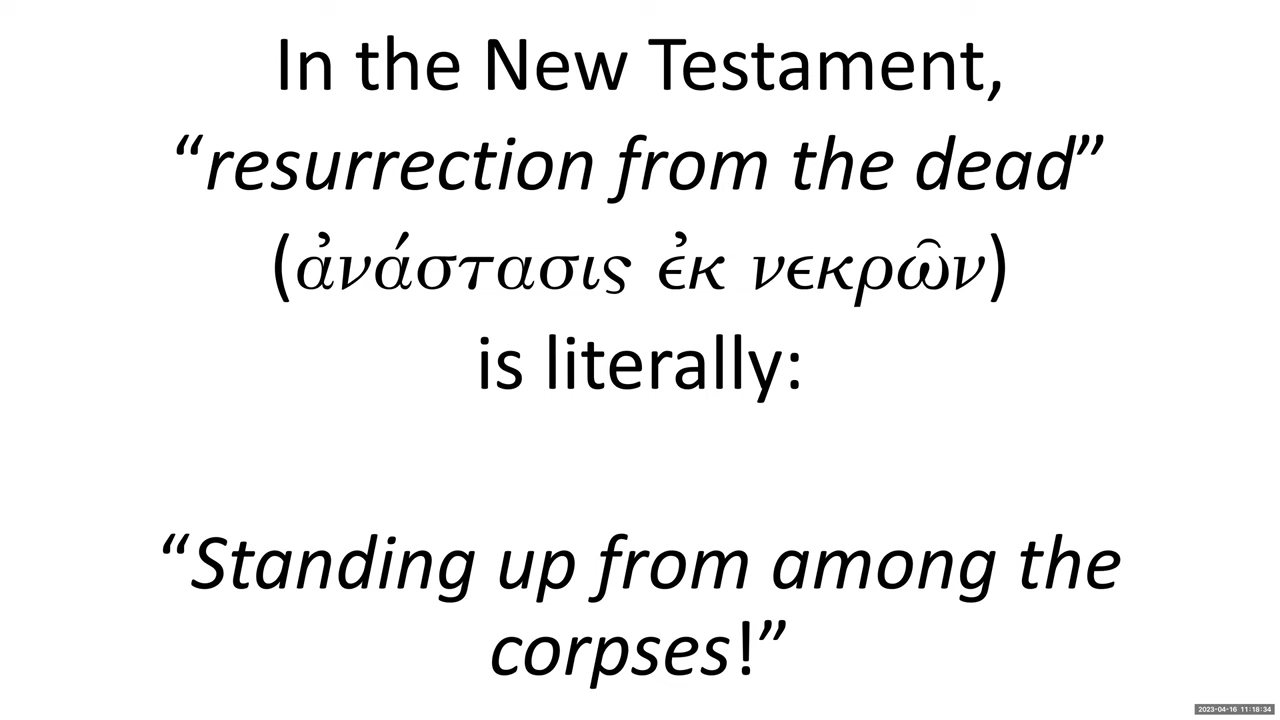 In the New Testament,
“resurrection from the dead”
(ἀνάστασις ἐκ νεκρῶν)
is literally:
“Standing up from among the
corpses!”
2023-04-16 11:18:34